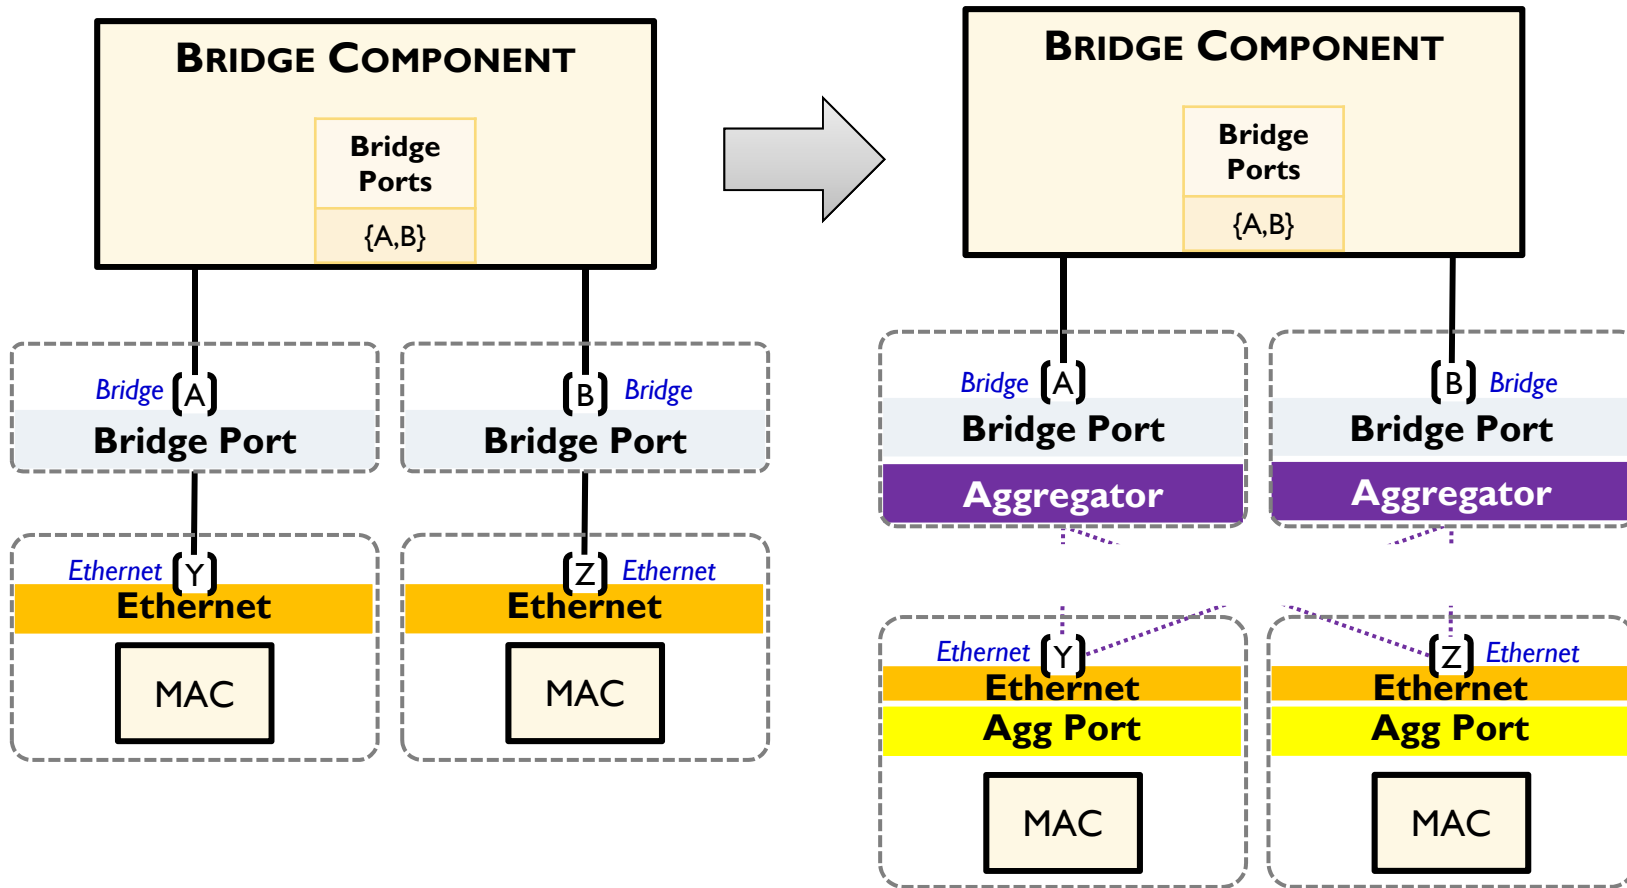 BRIDGE COMPONENT
Bridge
Ports
{A,B}
Bridge [A]
Bridge Port
[B] Bridge
Bridge Port
Ethernet [Y]
Ethernet
MAC
[Z] Ethernet
Ethernet
MAC
BRIDGE COMPONENT
Bridge
Ports
{A,B}
Bridge [A]
Bridge Port
Aggregator
[B] Bridge
Bridge Port
Aggregator
Ethernet [Y]
Ethernet
Agg Port
MAC
[Z] Ethernet
Ethernet
Agg Port
MAC